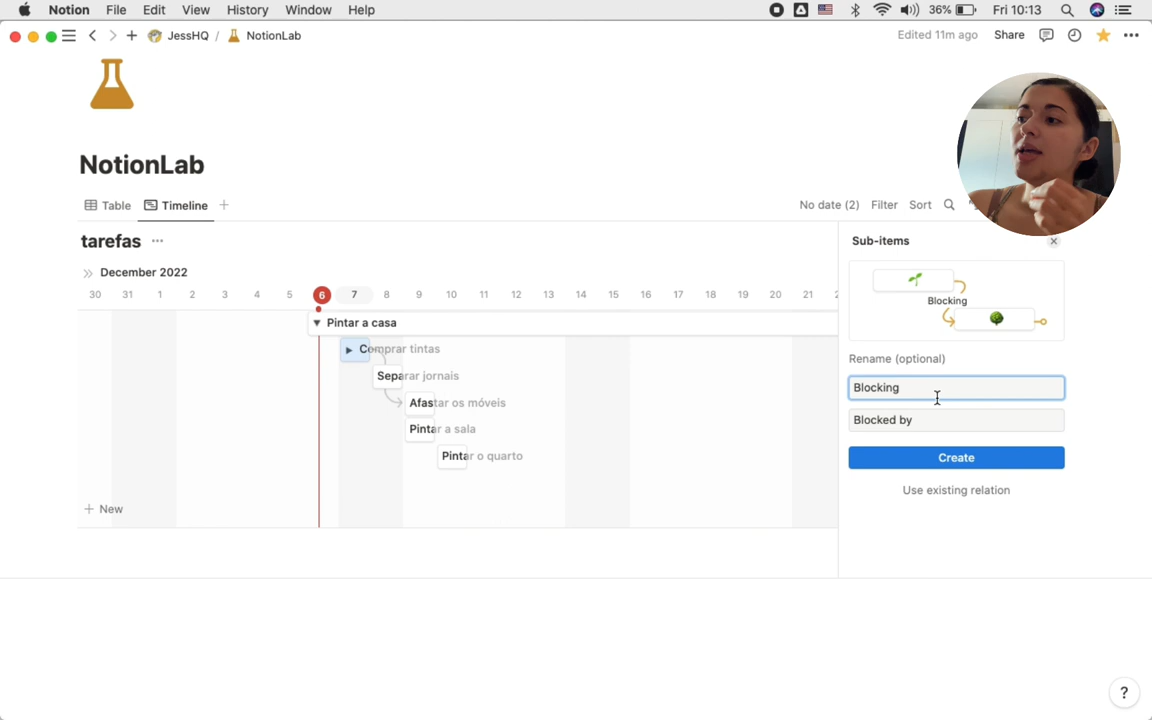 Notion File Edit View History Window Help 36% Fri 10:13
JessHQ / NotionLab Edited 11m ago Share
NotionLab
Table Timeline No date (2) Filter Sort
tarefas
Sub-items
December 2022
30 31 1 2 3 4 5 6 7 8 9 10 11 12 13 14 15 16 17 18 19 20 21
Blocking
Pintar a casa
Comprar tintas
Separar jornais
Afastar os móveis
Pintar a sala
Pintar o quarto
New
Rename (optional)
Blocking
Blocked by
Create
Use existing relation
?